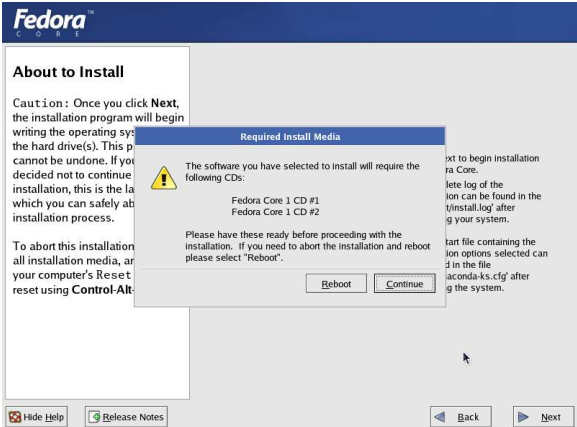 Fedora™
CORE
About to Install
Caution: Once you click Next,
the installation program will begin
writing the operating sys
the hard drive(s). This p
cannot be undone. If you
decided not to continue
installation, this is the la
which you can safely ab
installation process.
To abort this installation
all installation media, ar
your computer's Reset
reset using Control-Alt-
Required Install Media
The software you have selected to install will require the
following CDs:
Fedora Core 1 CD #1
Fedora Core 1 CD #2
Please have these ready before proceeding with the
installation. If you need to abort the installation and reboot
please select "Reboot".
Reboot
Continue
ext to begin installation
ra Core.
lete log of the
ion can be found in the
t/install.log' after
g your system.
tart file containing the
ion options selected can
d in the file
aconda-ks.cfg' after
g the system.
Hide Help
Release Notes
Back
Next